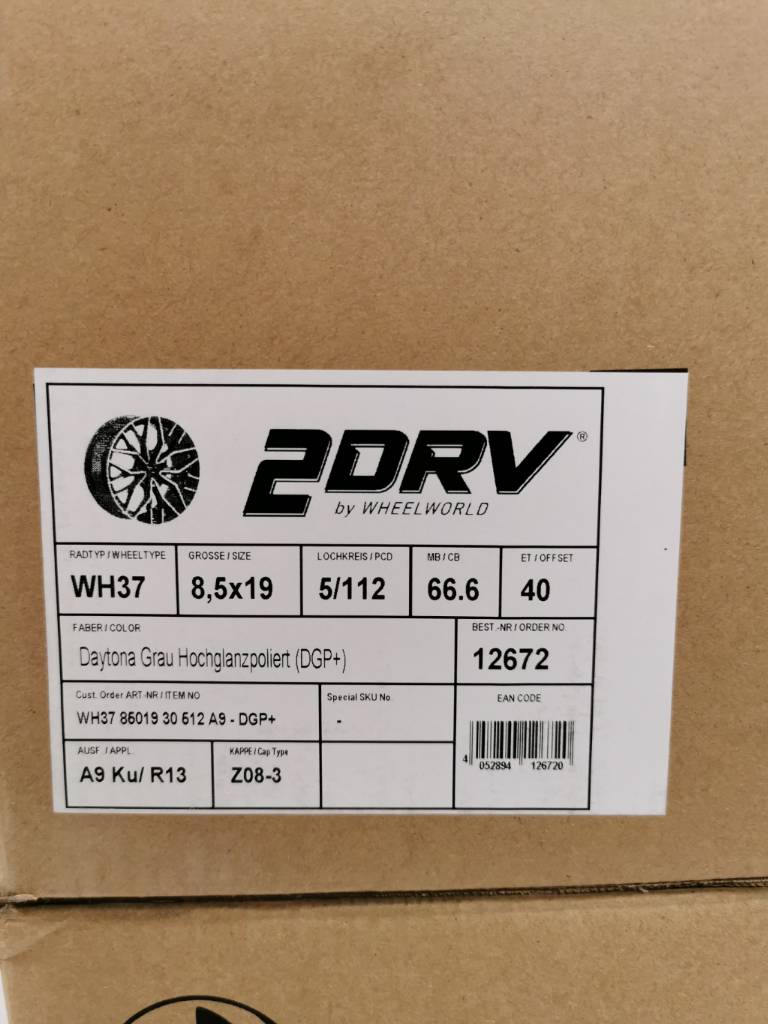 2DRV®
by WHEELWORLD
RADTYP / WHEELTYPE
WH37
GROSSE / SIZE
8,5x19
LOCHKREIS / PCD
5/112
MB / CB
66.6
ET / OFFSET
40
FABER / COLOR
Daytona Grau Hochglanzpoliert (DGP+)
BEST.-NR / ORDER NO.
12672
Cust. Order ART-NR / ITEM NO
WH37 85019 30 512 A9 - DGP+
Special SKU No.
-
EAN CODE
4 052894 126720
AUSF. / APPL.
A9 Ku/ R13
KAPPE / Cap Type
Z08-3